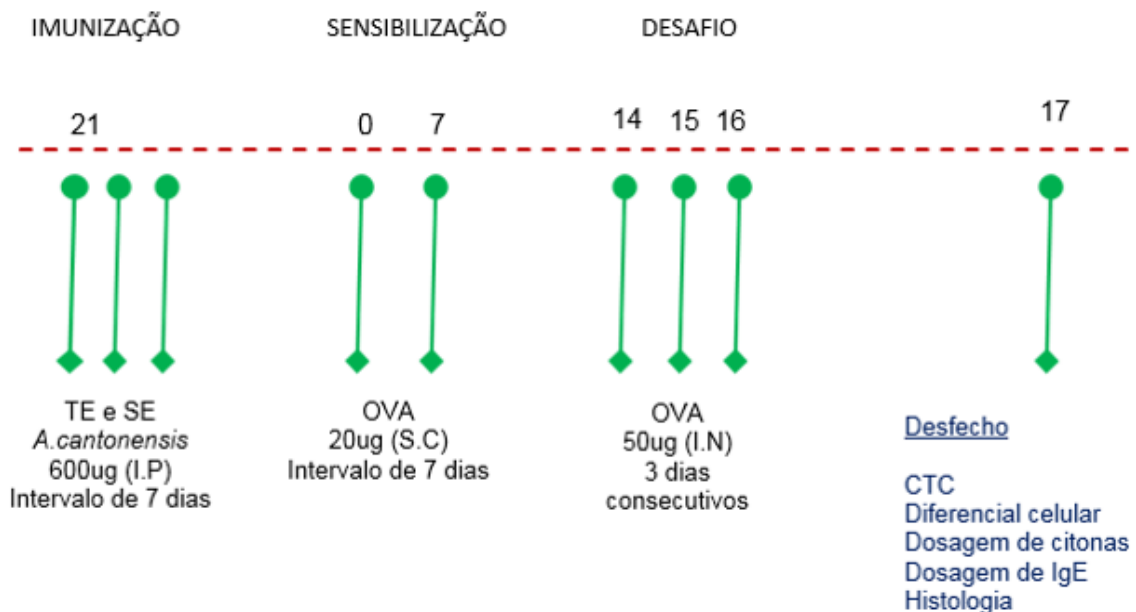 IMUNIZAÇÃO
SENSIBILIZAÇÃO
DESAFIO
21
0
7
14
15
16
17
TE e SE
A.cantonensis
600ug (I.P)
Intervalo de 7 dias
OVA
20ug (S.C)
Intervalo de 7 dias
OVA
50ug (I.N)
3 dias
consecutivos
Desfecho
CTC
Diferencial celular
Dosagem de citonas
Dosagem de IgE
Histologia